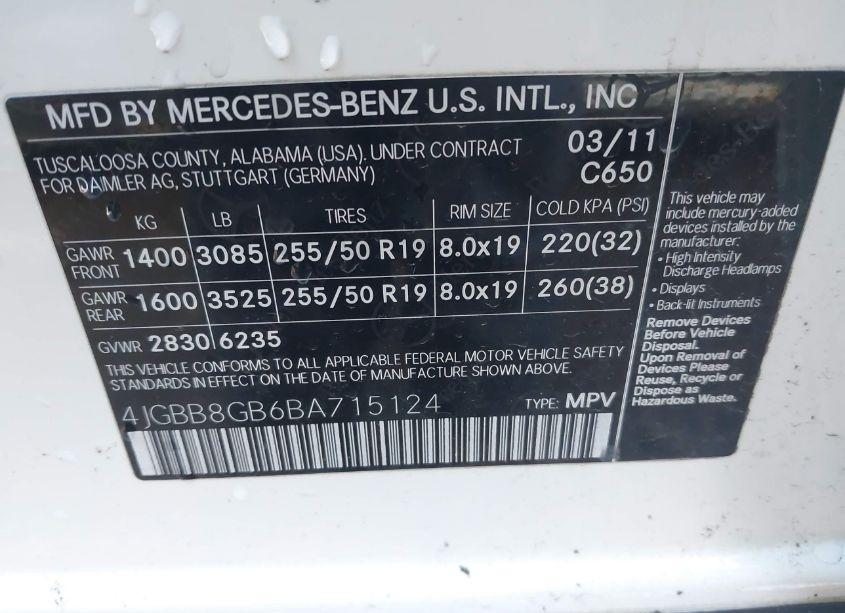 MFD BY MERCEDES-BENZ U.S. INTL., INC
TUSCALOOSA COUNTY, ALABAMA (USA). UNDER CONTRACT
FOR DAIMLER AG, STUTTGART (GERMANY)
03/11
C650
KG LB TIRES RIM SIZE COLD KPA (PSI)
GAWR FRONT 1400 3085 255/50 R19 8.0x19 220(32)
GAWR REAR 1600 3525 255/50 R19 8.0x19 260(38)
GVWR 2830 6235
THIS VEHICLE CONFORMS TO ALL APPLICABLE FEDERAL MOTOR VEHICLE SAFETY
STANDARDS IN EFFECT ON THE DATE OF MANUFACTURE SHOWN ABOVE.
4JGBB8GB6BA715124 TYPE: MPV
This vehicle may
include mercury-added
devices installed by the
manufacturer:
• High Intensity
Discharge Headlamps
• Displays
• Back-lit Instruments
Remove Devices
Before Vehicle
Disposal.
Upon Removal of
Devices Please
Reuse, Recycle or
Dispose as
Hazardous Waste.